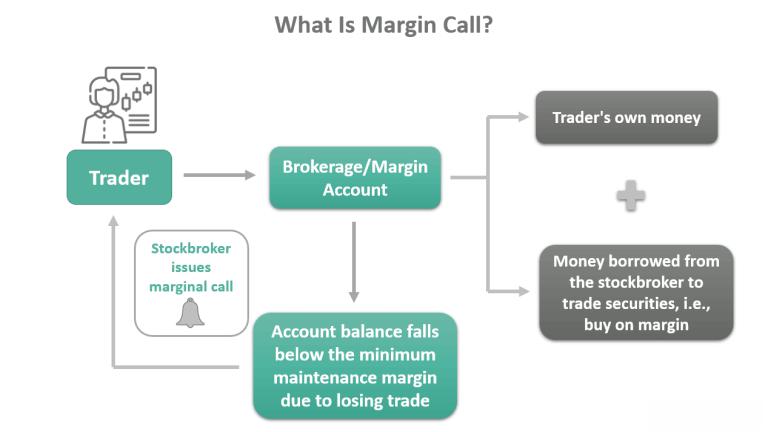 What Is Margin Call?
Trader
Brokerage/Margin
Account
Trader's own money
Money borrowed from
the stockbroker to
trade securities, i.e.,
buy on margin
Stockbroker
issues
marginal call
Account balance falls
below the minimum
maintenance margin
due to losing trade